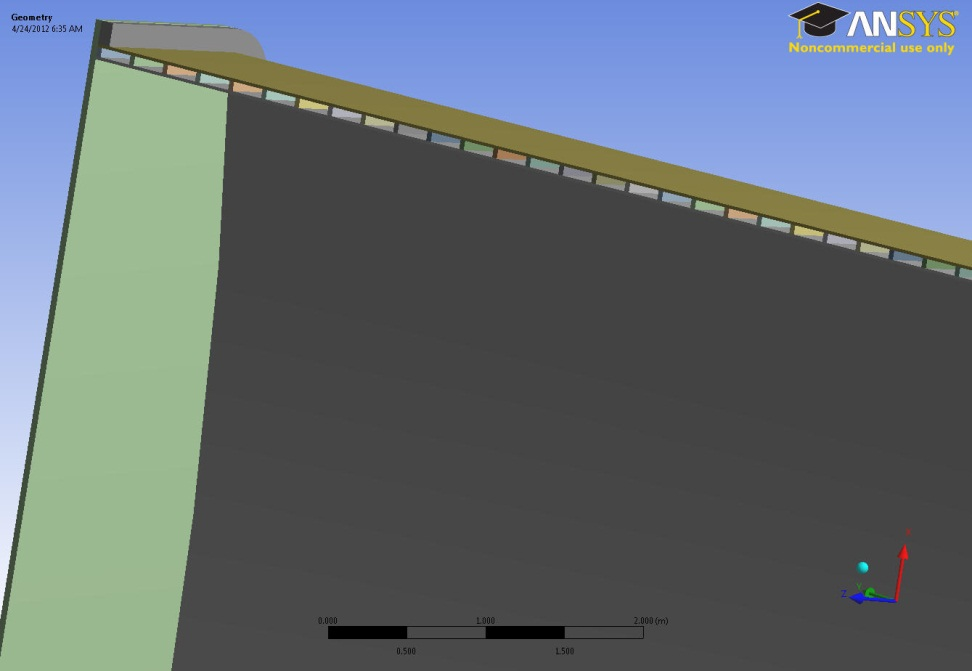 Geometry
4/24/2012 6:35 AM
ANSYS
Noncommercial use only
X
Y
Z
0.000 1.000 2.000 (m)
0.500 1.500